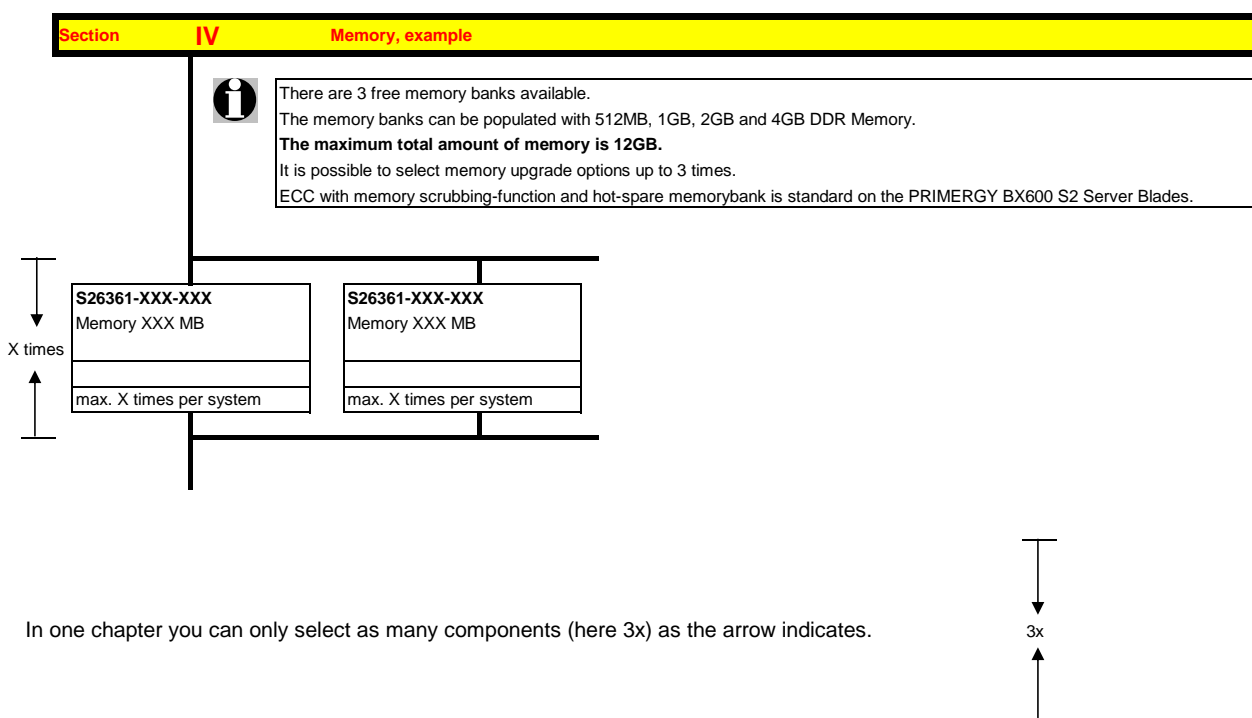 Section IV Memory, example
There are 3 free memory banks available.
The memory banks can be populated with 512MB, 1GB, 2GB and 4GB DDR Memory.
The maximum total amount of memory is 12GB.
It is possible to select memory upgrade options up to 3 times.
ECC with memory scrubbing-function and hot-spare memorybank is standard on the PRIMERGY BX600 S2 Server Blades.
X times
S26361-XXX-XXX
Memory XXX MB
max. X times per system
S26361-XXX-XXX
Memory XXX MB
max. X times per system
In one chapter you can only select as many components (here 3x) as the arrow indicates.
3x